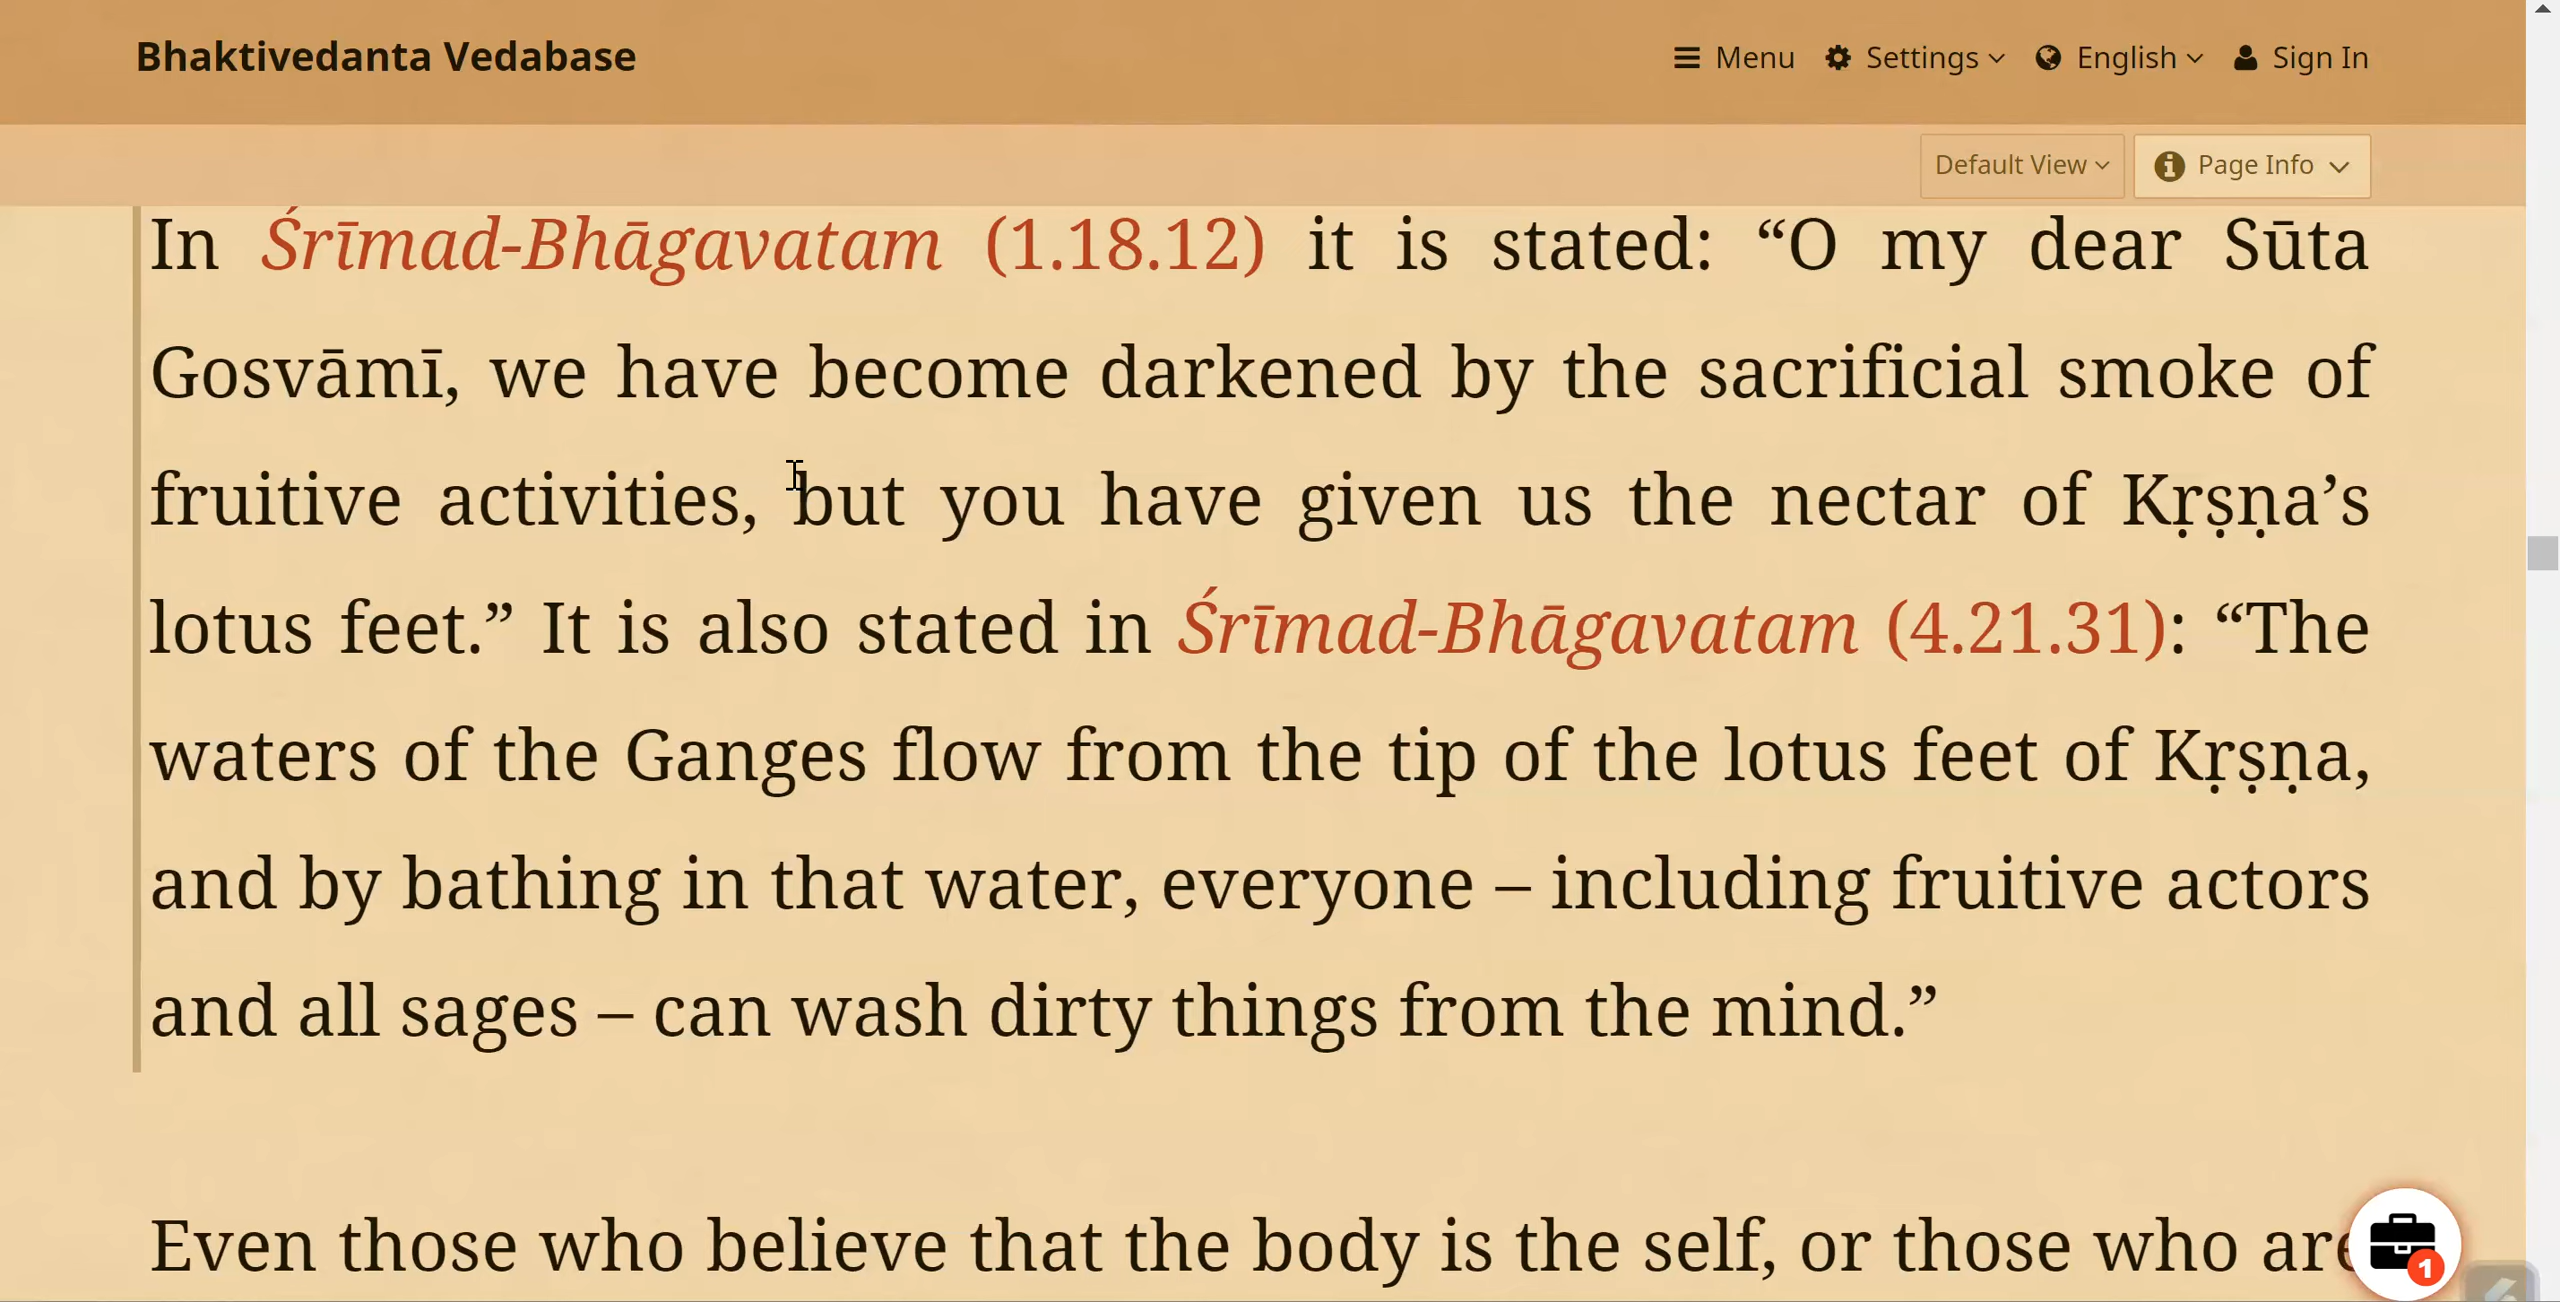 Bhaktivedanta Vedabase
Menu Settings English Sign In
Default View Page Info
In Śrīmad-Bhāgavatam (1.18.12) it is stated: “O my dear Sūta
Gosvāmī, we have become darkened by the sacrificial smoke of
fruitive activities, but you have given us the nectar of Kṛṣṇa’s
lotus feet.” It is also stated in Śrīmad-Bhāgavatam (4.21.31): “The
waters of the Ganges flow from the tip of the lotus feet of Kṛṣṇa,
and by bathing in that water, everyone – including fruitive actors
and all sages – can wash dirty things from the mind.”
Even those who believe that the body is the self, or those who are
1